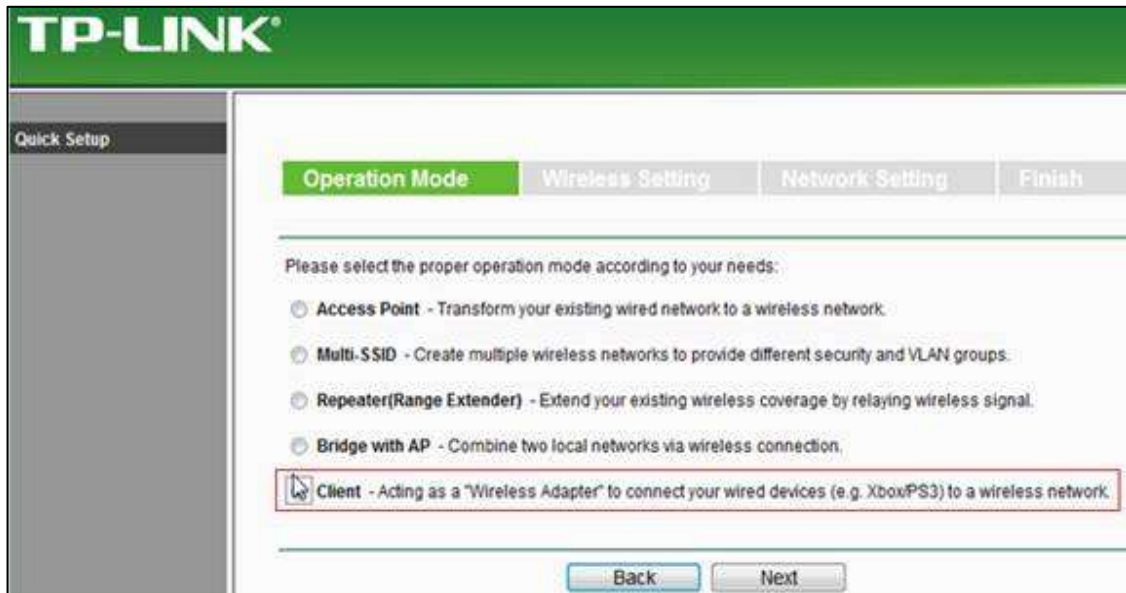 TP-LINK®
Quick Setup
Operation Mode
Wireless Setting
Network Setting
Finish
Please select the proper operation mode according to your needs:
Access Point - Transform your existing wired network to a wireless network.
Multi-SSID - Create multiple wireless networks to provide different security and VLAN groups.
Repeater(Range Extender) - Extend your existing wireless coverage by relaying wireless signal.
Bridge with AP - Combine two local networks via wireless connection.
Client - Acting as a "Wireless Adapter" to connect your wired devices (e.g. Xbox/PS3) to a wireless network.
Back
Next